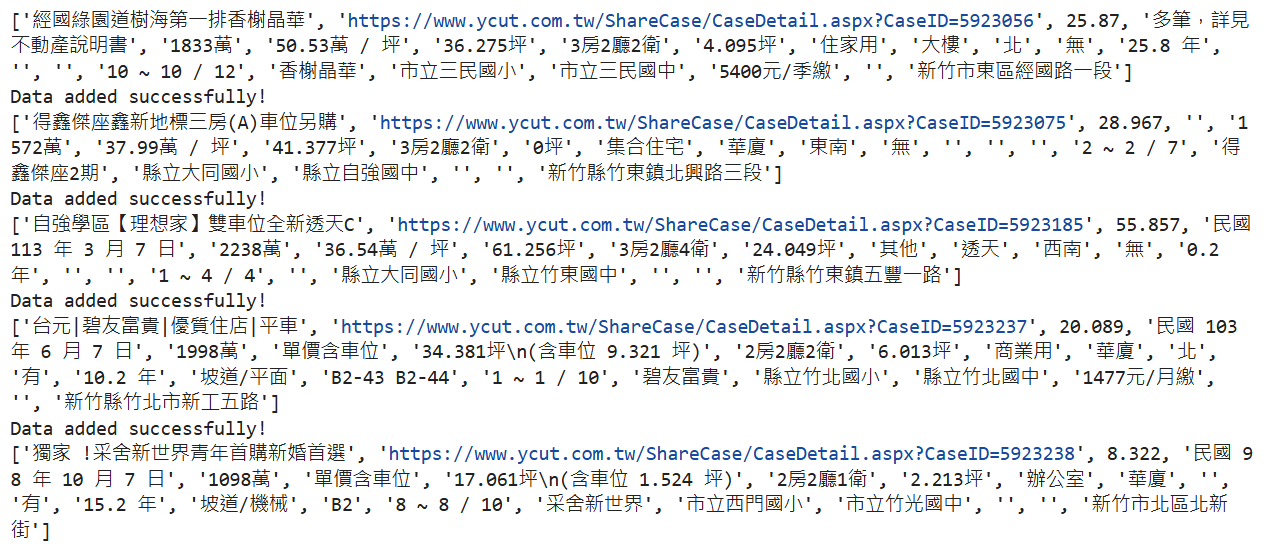 ['經國綠園道樹海第一排香榭晶華', 'https://www.ycut.com.tw/ShareCase/CaseDetail.aspx?CaseID=5923056', 25.87, '多筆，詳見
不動產說明書', '1833萬', '50.53萬 / 坪', '36.275坪', '3房2廳2衛', '4.095坪', '住家用', '大樓', '北', '無', '25.8 年',
'', '', '10 ~ 10 / 12', '香榭晶華', '市立三民國小', '市立三民國中', '5400元/季繳', '', '新竹市東區經國路一段']
Data added successfully!
['得鑫傑座鑫新地標三房(A)車位另購', 'https://www.ycut.com.tw/ShareCase/CaseDetail.aspx?CaseID=5923075', 28.967, '', '1
572萬', '37.99萬 / 坪', '41.377坪', '3房2廳2衛', '0坪', '集合住宅', '華廈', '東南', '無', '', '', '', '2 ~ 2 / 7', '得
鑫傑座2期', '縣立大同國小', '縣立自強國中', '', '', '新竹縣竹東鎮北興路三段']
Data added successfully!
['自強學區【理想家】雙車位全新透天C', 'https://www.ycut.com.tw/ShareCase/CaseDetail.aspx?CaseID=5923185', 55.857, '民國
113 年 3 月 7 日', '2238萬', '36.54萬 / 坪', '61.256坪', '3房2廳4衛', '24.049坪', '其他', '透天', '西南', '無', '0.2
年', '', '', '1 ~ 4 / 4', '', '縣立大同國小', '縣立竹東國中', '', '', '新竹縣竹東鎮五豐一路']
Data added successfully!
['台元|碧友富貴|優質住店|平車', 'https://www.ycut.com.tw/ShareCase/CaseDetail.aspx?CaseID=5923237', 20.089, '民國 103
年 6 月 7 日', '1998萬', '單價含車位', '34.381坪\n(含車位 9.321 坪)', '2房2廳2衛', '6.013坪', '商業用', '華廈', '北',
'有', '10.2 年', '坡道/平面', 'B2-43 B2-44', '1 ~ 1 / 10', '碧友富貴', '縣立竹北國小', '縣立竹北國中', '1477元/月繳',
'', '新竹縣竹北市新工五路']
Data added successfully!
['獨家 !采舍新世界青年首購新婚首選', 'https://www.ycut.com.tw/ShareCase/CaseDetail.aspx?CaseID=5923238', 8.322, '民國 9
8 年 10 月 7 日', '1098萬', '單價含車位', '17.061坪\n(含車位 1.524 坪)', '2房2廳1衛', '2.213坪', '辦公室', '華廈', '',
'有', '15.2 年', '坡道/機械', 'B2', '8 ~ 8 / 10', '采舍新世界', '市立西門國小', '市立竹光國中', '', '', '新竹市北區北新
街']